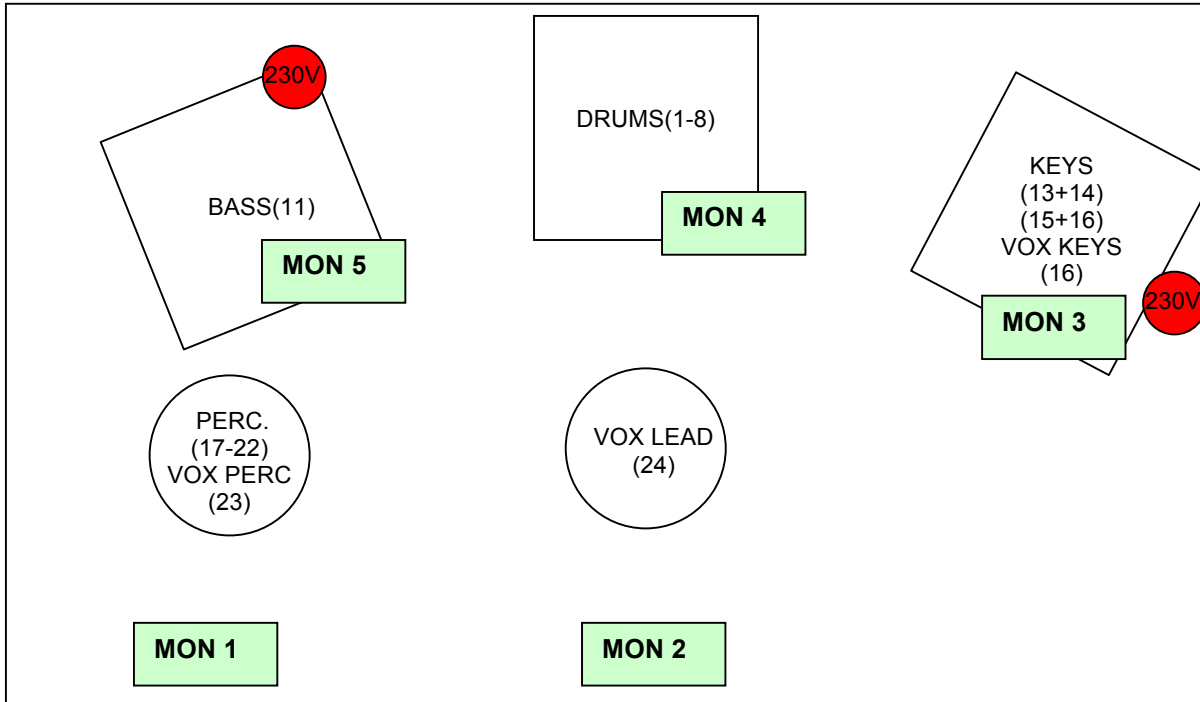 230V
DRUMS(1-8)
BASS(11)
KEYS
(13+14)
(15+16)
VOX KEYS
(16)
MON 4
MON 5
230V
MON 3
PERC.
(17-22)
VOX PERC
(23)
VOX LEAD
(24)
MON 1
MON 2